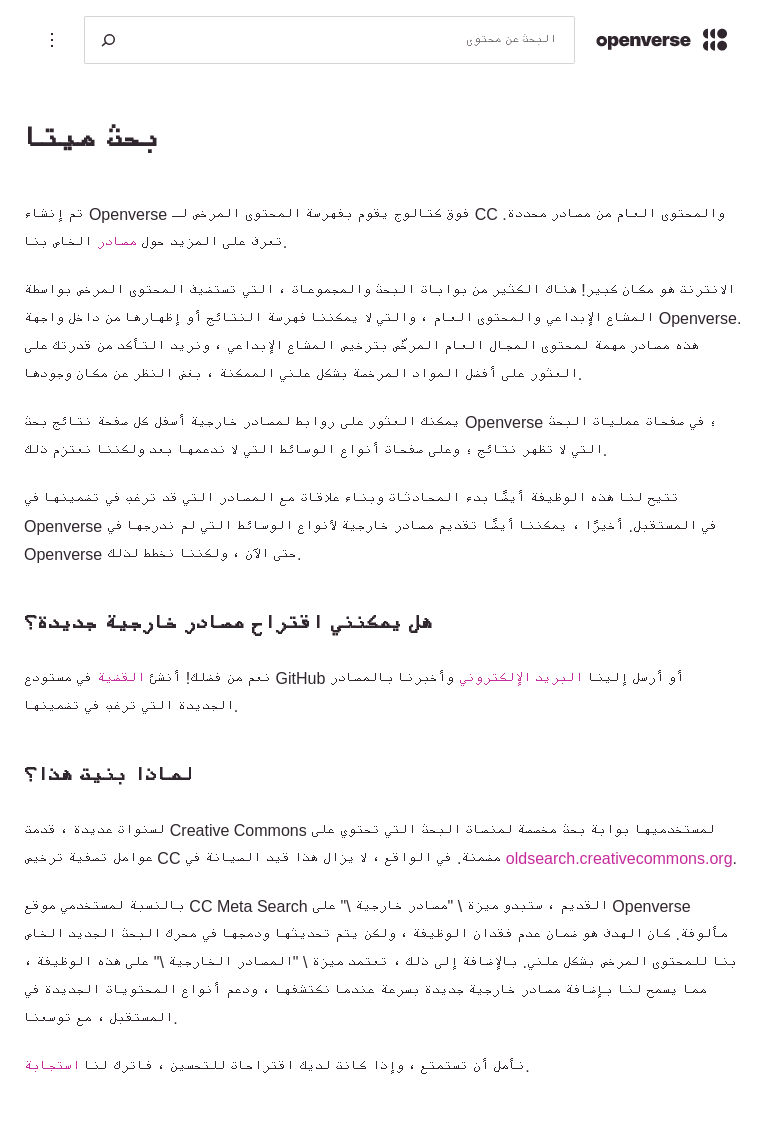 openverse
البحث عن محتوى
بحث ميتا
تم إنشاء Openverse فوق كتالوج يقوم بفهرسة المحتوى المرخص لـ CC والمحتوى العام من مصادر محددة.
تعرف على المزيد حول مصادر الخاص بنا.
الانترنت هو مكان كبير! هناك الكثير من بوابات البحث والمجموعات ، التي تستضيف المحتوى المرخص بواسطة
المشاع الإبداعي والمحتوى العام ، والتي لا يمكننا فهرسة النتائج أو إظهارها من داخل واجهة Openverse.
هذه مصادر مهمة لمحتوى المجال العام المرخّص بترخيص المشاع الإبداعي ، ونريد التأكد من قدرتك على
العثور على أفضل المواد المرخصة بشكل علني الممكنة ، بغض النظر عن مكان وجودها.
يمكنك العثور على روابط لمصادر خارجية أسفل كل صفحة نتائج بحث Openverse ؛ في صفحات عمليات البحث
التي لا تظهر نتائج ؛ وعلى صفحات أنواع الوسائط التي لا ندعمها بعد ولكننا نعتزم ذلك.
تتيح لنا هذه الوظيفة أيضًا بدء المحادثات وبناء علاقات مع المصادر التي قد ترغب في تضمينها في
Openverse في المستقبل. أخيرًا ، يمكننا أيضًا تقديم مصادر خارجية لأنواع الوسائط التي لم ندرجها في
Openverse حتى الآن ، ولكننا نخطط لذلك.
هل يمكنني اقتراح مصادر خارجية جديدة؟
نعم من فضلك! أنشئ القضية في مستودع GitHub أو أرسل إلينا البريد الإلكتروني وأخبرنا بالمصادر
الجديدة التي ترغب في تضمينها.
لماذا بنيت هذا؟
لسنوات عديدة ، قدمت Creative Commons لمستخدميها بوابة بحث مخصصة لمنصات البحث التي تحتوي على
عوامل تصفية ترخيص CC مضمنة. في الواقع ، لا يزال هذا قيد الصيانة في oldsearch.creativecommons.org.
بالنسبة لمستخدمي موقع CC Meta Search القديم ، ستبدو ميزة \ "مصادر خارجية \" على Openverse
مألوفة. كان الهدف هو ضمان عدم فقدان الوظيفة ، ولكن يتم تحديثها ودمجها في محرك البحث الجديد الخاص
بنا للمحتوى المرخص بشكل علني. بالإضافة إلى ذلك ، تعتمد ميزة \ "المصادر الخارجية \" على هذه الوظيفة ،
مما يسمح لنا بإضافة مصادر خارجية جديدة بسرعة عندما نكتشفها ، ودعم أنواع المحتويات الجديدة في
المستقبل ، مع توسعنا.
نأمل أن تستمتع ، وإذا كانت لديك اقتراحات للتحسين ، فاترك لنا استجابة.